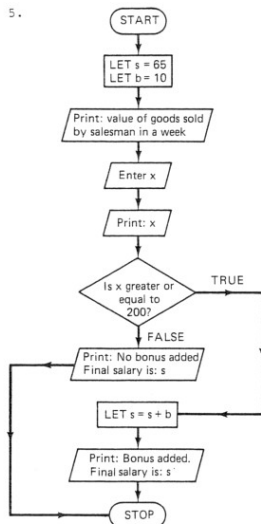 5.
START
LET s = 65
LET b = 10
Print: value of goods sold
by salesman in a week
Enter x
Print: x
Is x greater or
equal to
200?
TRUE
FALSE
Print: No bonus added
Final salary is: s
LET s = s + b
Print: Bonus added.
Final salary is: s
STOP